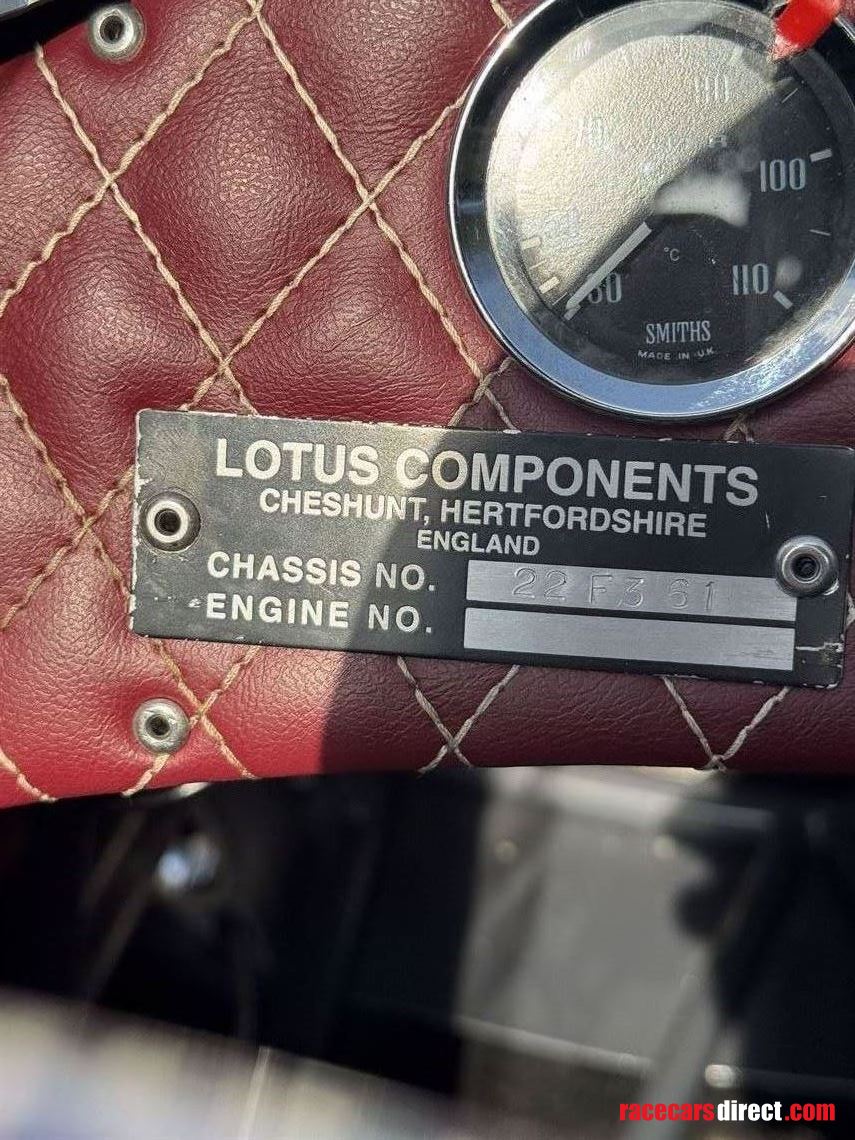 100
°C
110
SMITHS
MADE IN U.K.
LOTUS COMPONENTS
CHESHUNT, HERTFORDSHIRE
ENGLAND
CHASSIS NO. 22 F3 61
ENGINE NO.
racecarsdirect.com